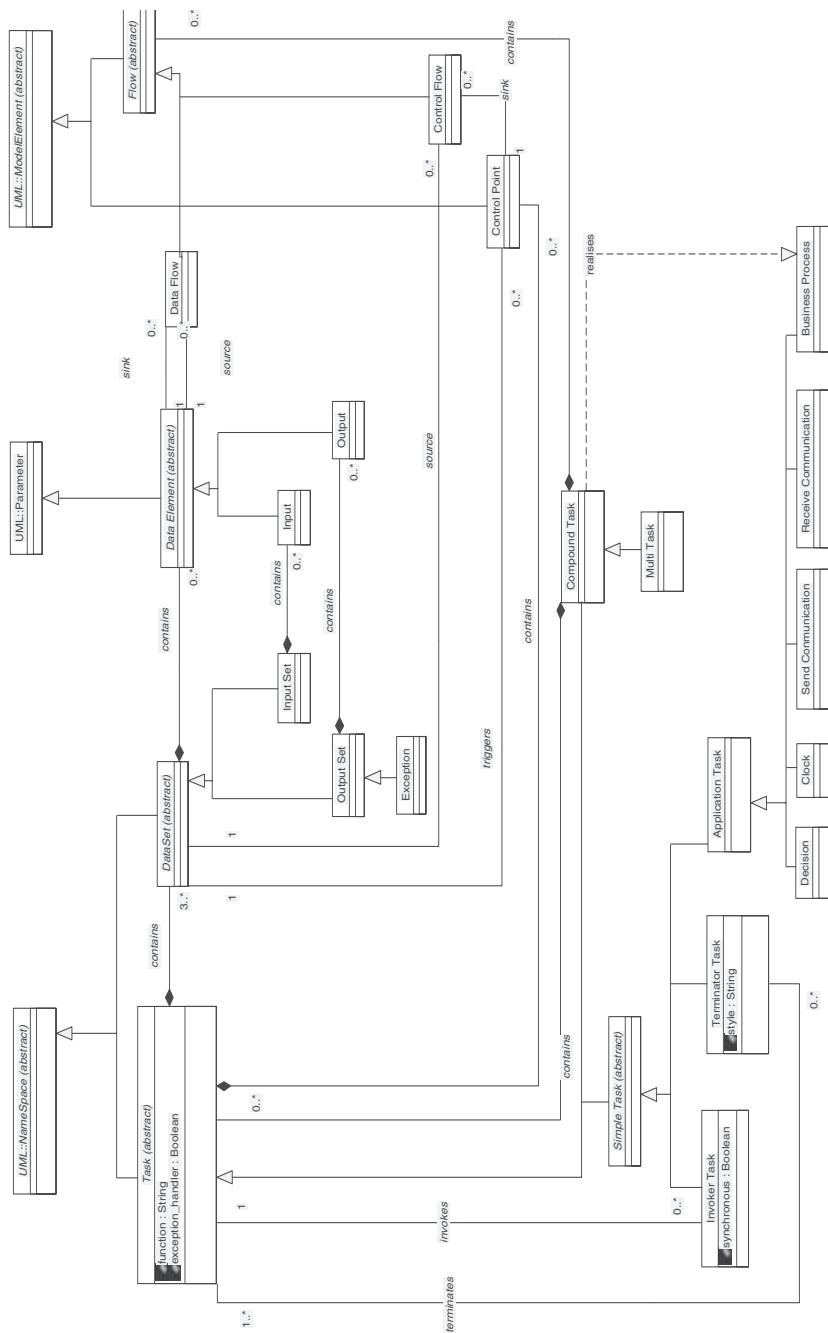 UML::NameSpace (abstract)
UML::Parameter
UML::ModelElement (abstract)
Task (abstract)
function : String
exception_handler : Boolean
contains
3..*
DataSet (abstract)
contains
0..*
Data Element (abstract)
1
1
sink
source
0..*
0..*
Data Flow
Flow (abstract)
0..*
contains
Input Set
contains
0..*
Input
Output Set
contains
0..*
Output
Exception
1
source
0..*
Control Flow
0..*
sink
1
Control Point
1
triggers
0..*
0..*
contains
0..*
contains
Compound Task
realises
Multi Task
1
invokes
0..*
1..*
terminates
0..*
Simple Task (abstract)
Invoker Task
synchronous : Boolean
Terminator Task
style : String
Application Task
Decision
Clock
Send Communication
Receive Communication
Business Process